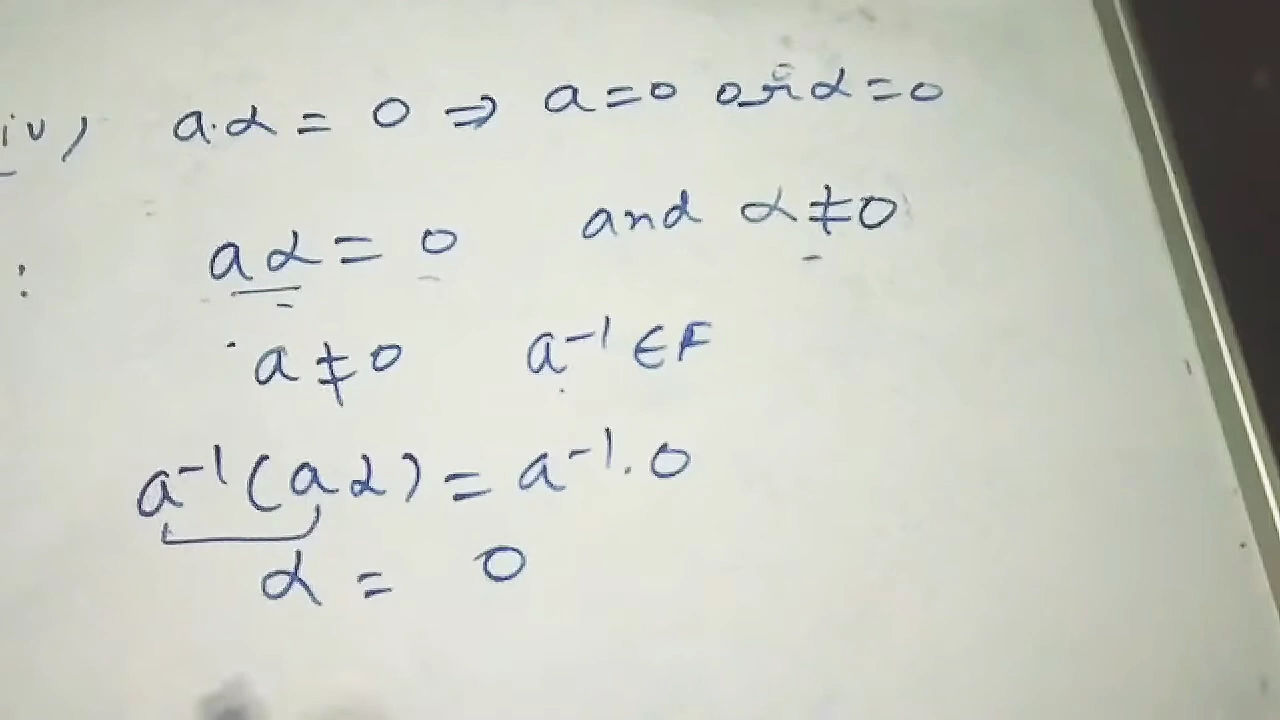 iv) a.α = 0 ⇒ a=0 or α=0
: aα = 0 and α≠0
a≠0 a⁻¹∈F
a⁻¹(aα) = a⁻¹.0
α = 0